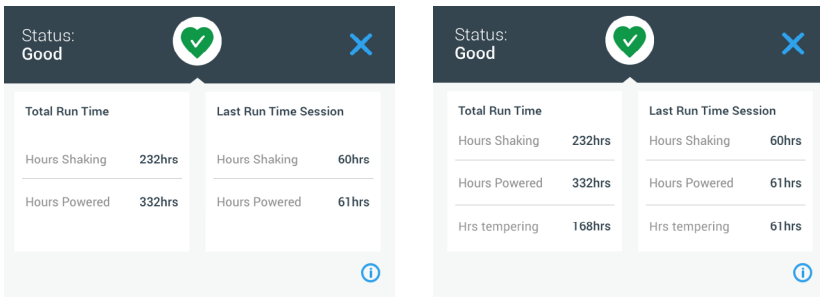 Status:
Good
Total Run Time
Hours Shaking 232hrs
Hours Powered 332hrs
Last Run Time Session
Hours Shaking 60hrs
Hours Powered 61hrs
Status:
Good
Total Run Time
Hours Shaking 232hrs
Hours Powered 332hrs
Hrs tempering 168hrs
Last Run Time Session
Hours Shaking 60hrs
Hours Powered 61hrs
Hrs tempering 61hrs